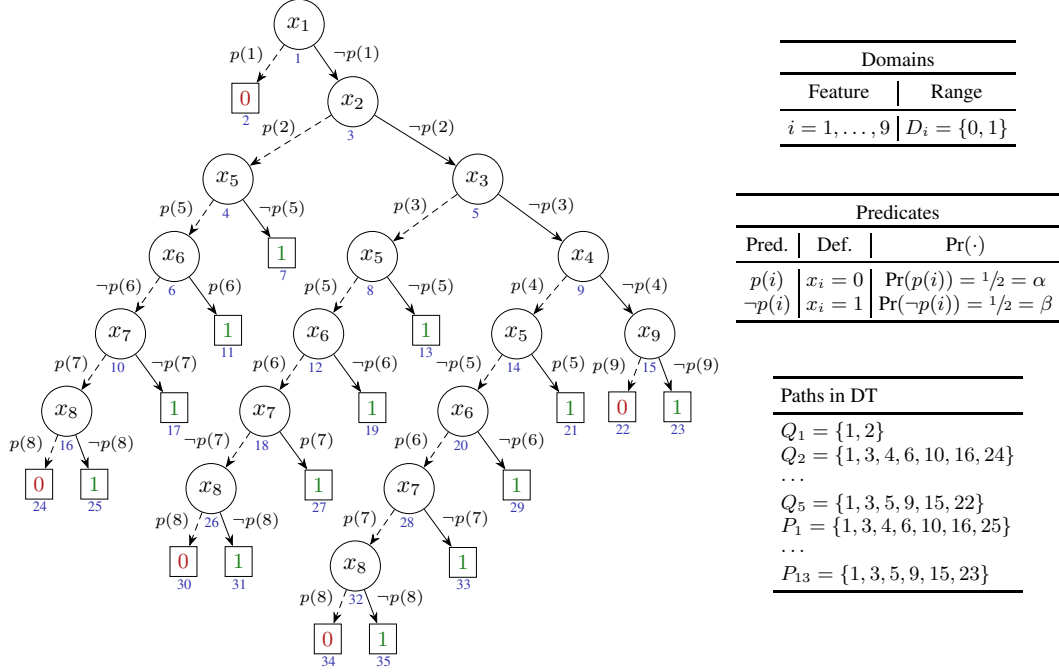 x₁
1
p(1)
¬p(1)
0
2
x₂
3
p(2)
¬p(2)
x₅
4
x₃
5
p(5)
¬p(5)
p(3)
¬p(3)
x₆
6
1
7
x₅
8
x₄
9
¬p(6)
p(6)
p(5)
¬p(5)
p(4)
¬p(4)
x₇
10
1
11
x₆
12
1
13
x₅
14
x₉
15
p(7)
¬p(7)
p(6)
¬p(6)
¬p(5)
p(5)
p(9)
¬p(9)
x₈
16
1
17
x₇
18
1
19
x₆
20
1
21
0
22
1
23
p(8)
¬p(8)
¬p(7)
p(7)
p(6)
¬p(6)
0
24
1
25
x₈
26
1
27
x₇
28
1
29
p(8)
¬p(8)
p(7)
¬p(7)
0
30
1
31
x₈
32
1
33
p(8)
¬p(8)
0
34
1
35
Domains
Feature Range
i = 1, . . . , 9 Dᵢ = {0, 1}
Predicates
Pred. Def. Pr(·)
p(i) xᵢ = 0 Pr(p(i)) = 1/2 = α
¬p(i) xᵢ = 1 Pr(¬p(i)) = 1/2 = β
Paths in DT
Q₁ = {1, 2}
Q₂ = {1, 3, 4, 6, 10, 16, 24}
· · ·
Q₅ = {1, 3, 5, 9, 15, 22}
P₁ = {1, 3, 4, 6, 10, 16, 25}
· · ·
P₁₃ = {1, 3, 5, 9, 15, 23}